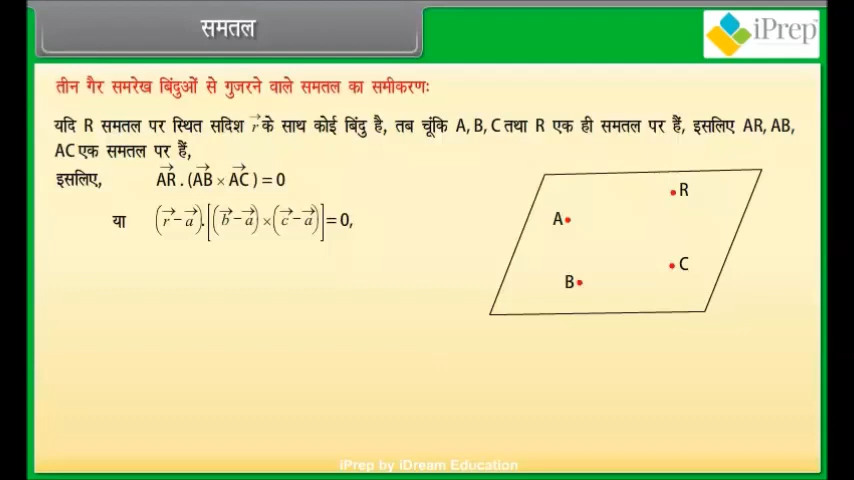 समतल
iPrep
तीन गैर समरेख बिंदुओं से गुजरने वाले समतल का समीकरणः
यदि R समतल पर स्थित सदिश r⃗ के साथ कोई बिंदु है, तब चूंकि A, B, C तथा R एक ही समतल पर हैं, इसलिए AR, AB,
AC एक समतल पर हैं,
इसलिए, A͞R⃗ . (AB⃗ × AC⃗) = 0
या (r⃗ – a⃗).[(b⃗ – a⃗) × (c⃗ – a⃗)] = 0,
R
A
C
B
iPrep by iDream Education